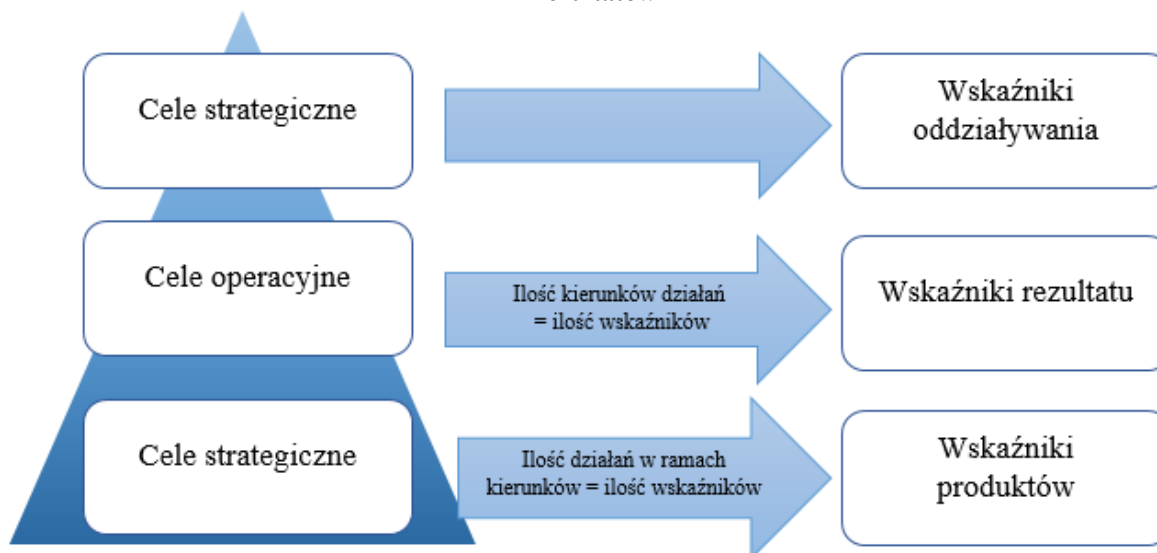 Cele strategiczne
Wskaźniki
oddziaływania
Cele operacyjne
Ilość kierunków działań
= ilość wskaźników
Wskaźniki rezultatu
Cele strategiczne
Ilość działań w ramach
kierunków = ilość wskaźników
Wskaźniki
produktów